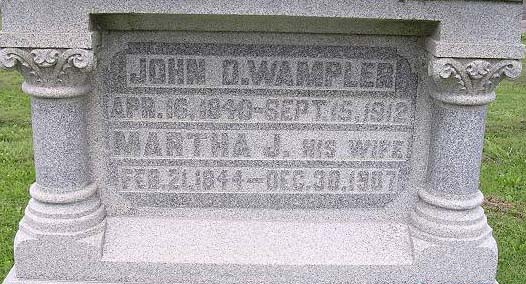 JOHN D. WAMPLER
APR. 16, 1840-SEPT. 15, 1912
MARTHA J. HIS WIFE
FEB. 21, 1844-DEC. 30, 1907